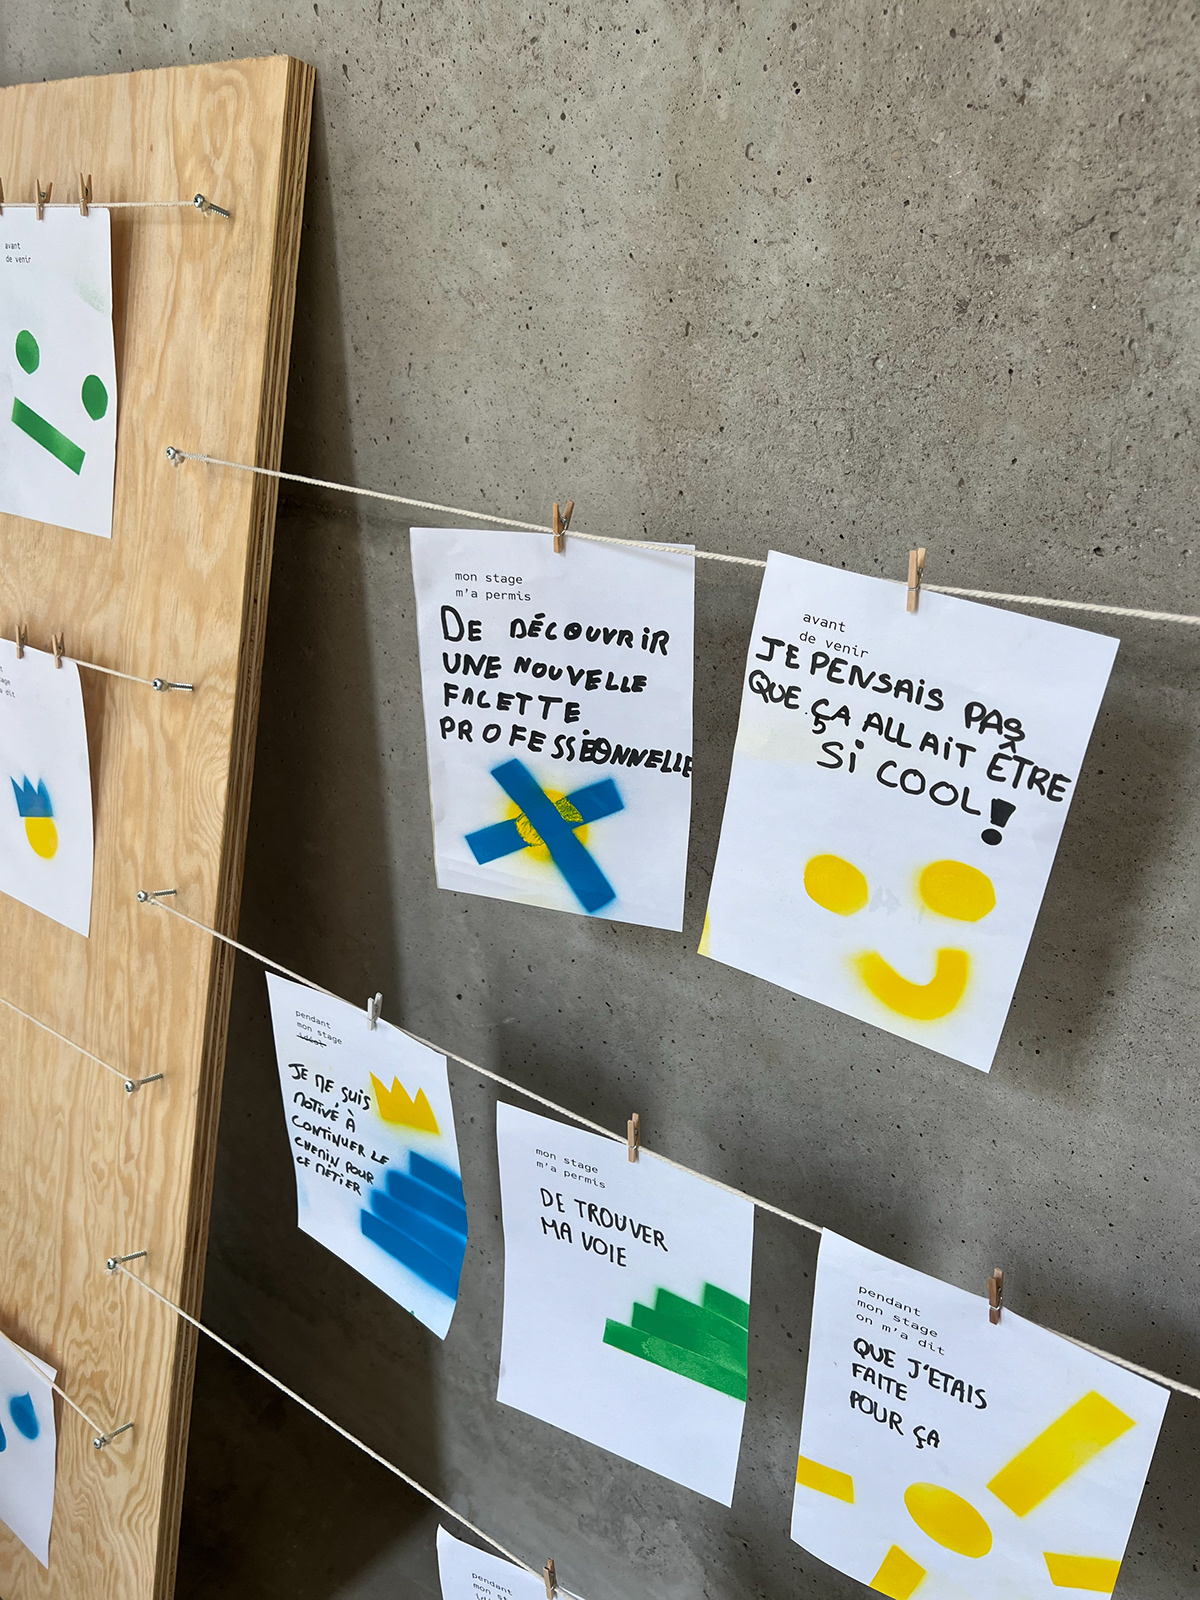 avant
de venir
mon stage
m'a permis
DE DÉCOUVRIR
UNE NOUVELLE
FACETTE
PROFESSIONNELLE
avant
de venir
JE PENSAIS PAS
QUE ÇA ALLAIT ÊTRE
Si COOL!
a dit
pendant
mon stage
idéal
JE ME SUIS
MOTIVÉ À
CONTINUER LE
CHEMIN POUR
CE MÉTIER
mon stage
m'a permis
DE TROUVER
MA VOIE
pendant
mon stage
on m'a dit
QUE J'ETAIS
FAITE
POUR ÇA
pendant
mon st